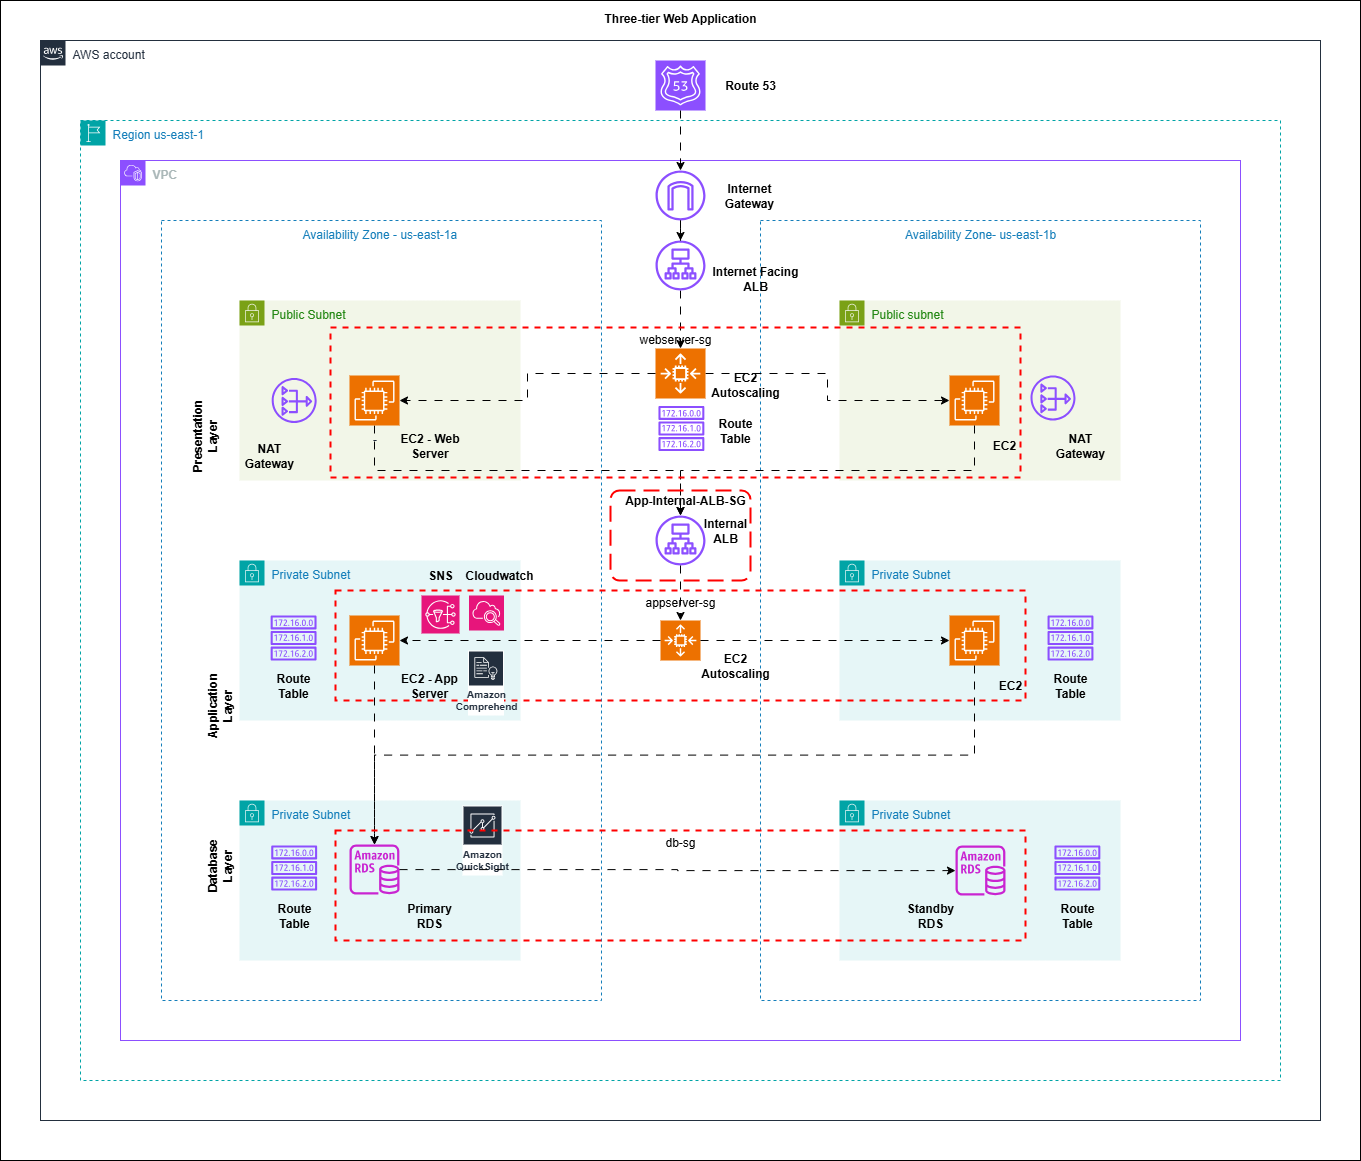 Three-tier Web Application
aws
AWS account
53
Route 53
Region us-east-1
VPC
Internet
Gateway
Availability Zone - us-east-1a
Availability Zone- us-east-1b
Internet Facing
ALB
Public Subnet
Public subnet
webserver-sg
EC2
Autoscaling
172.16.0.0
172.16.1.0
172.16.2.0
Route
Table
Presentation
Layer
NAT
Gateway
EC2 - Web
Server
EC2
NAT
Gateway
App-Internal-ALB-SG
Internal
ALB
Private Subnet
SNS
Cloudwatch
Private Subnet
appserver-sg
172.16.0.0
172.16.1.0
172.16.2.0
Route
Table
EC2 - App
Server
Amazon
Comprehend
EC2
Autoscaling
EC2
172.16.0.0
172.16.1.0
172.16.2.0
Route
Table
Application
Layer
Private Subnet
Private Subnet
db-sg
Database
Layer
172.16.0.0
172.16.1.0
172.16.2.0
Route
Table
Amazon
RDS
Primary
RDS
Amazon
QuickSight
Amazon
RDS
Standby
RDS
172.16.0.0
172.16.1.0
172.16.2.0
Route
Table